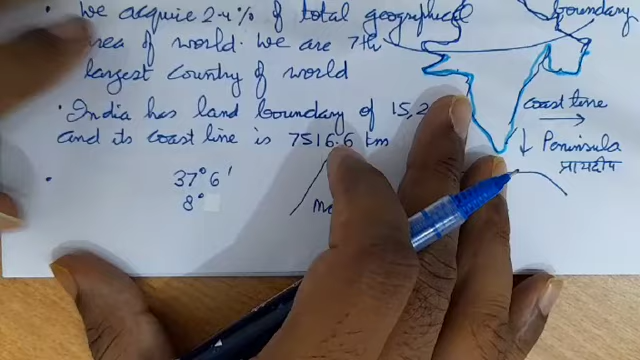 • We acquire 2.4% of total geographical
area of world. We are 7th
largest country of world
• India has land boundary of 15,2
and its coast line is 7516.6 km
• 37° 6'
8°
boundary
coast line
Peninsula
प्रायद्वीप